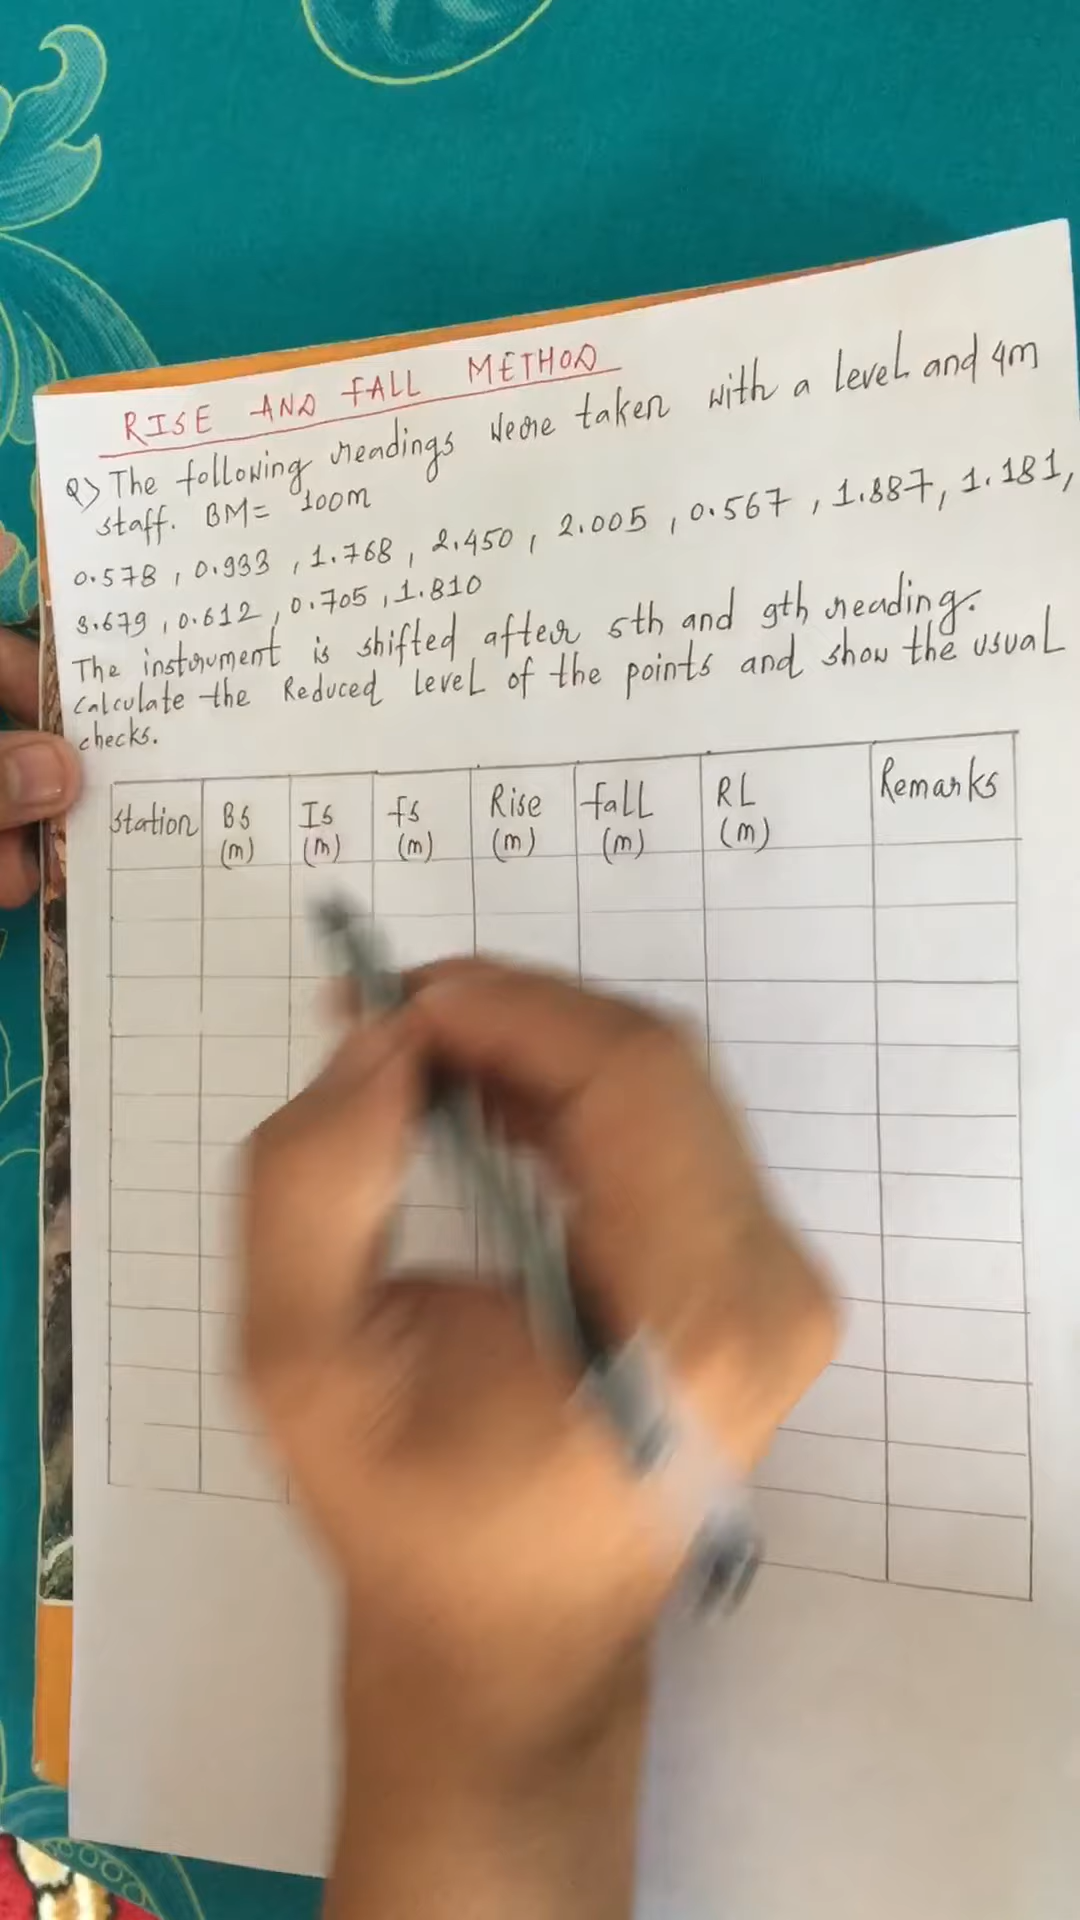 RISE AND FALL METHOD
Q> The following readings were taken with a level and 4m
staff. BM= 100m
0.578, 0.933, 1.768, 2.450, 2.005, 0.567, 1.887, 1.181,
3.679, 0.612, 0.705, 1.810
The instrument is shifted after 5th and 9th reading.
Calculate the Reduced level of the points and show the usual
checks.
Station BS (m) IS (m) fs (m) Rise (m) fall (m) RL (m) Remarks